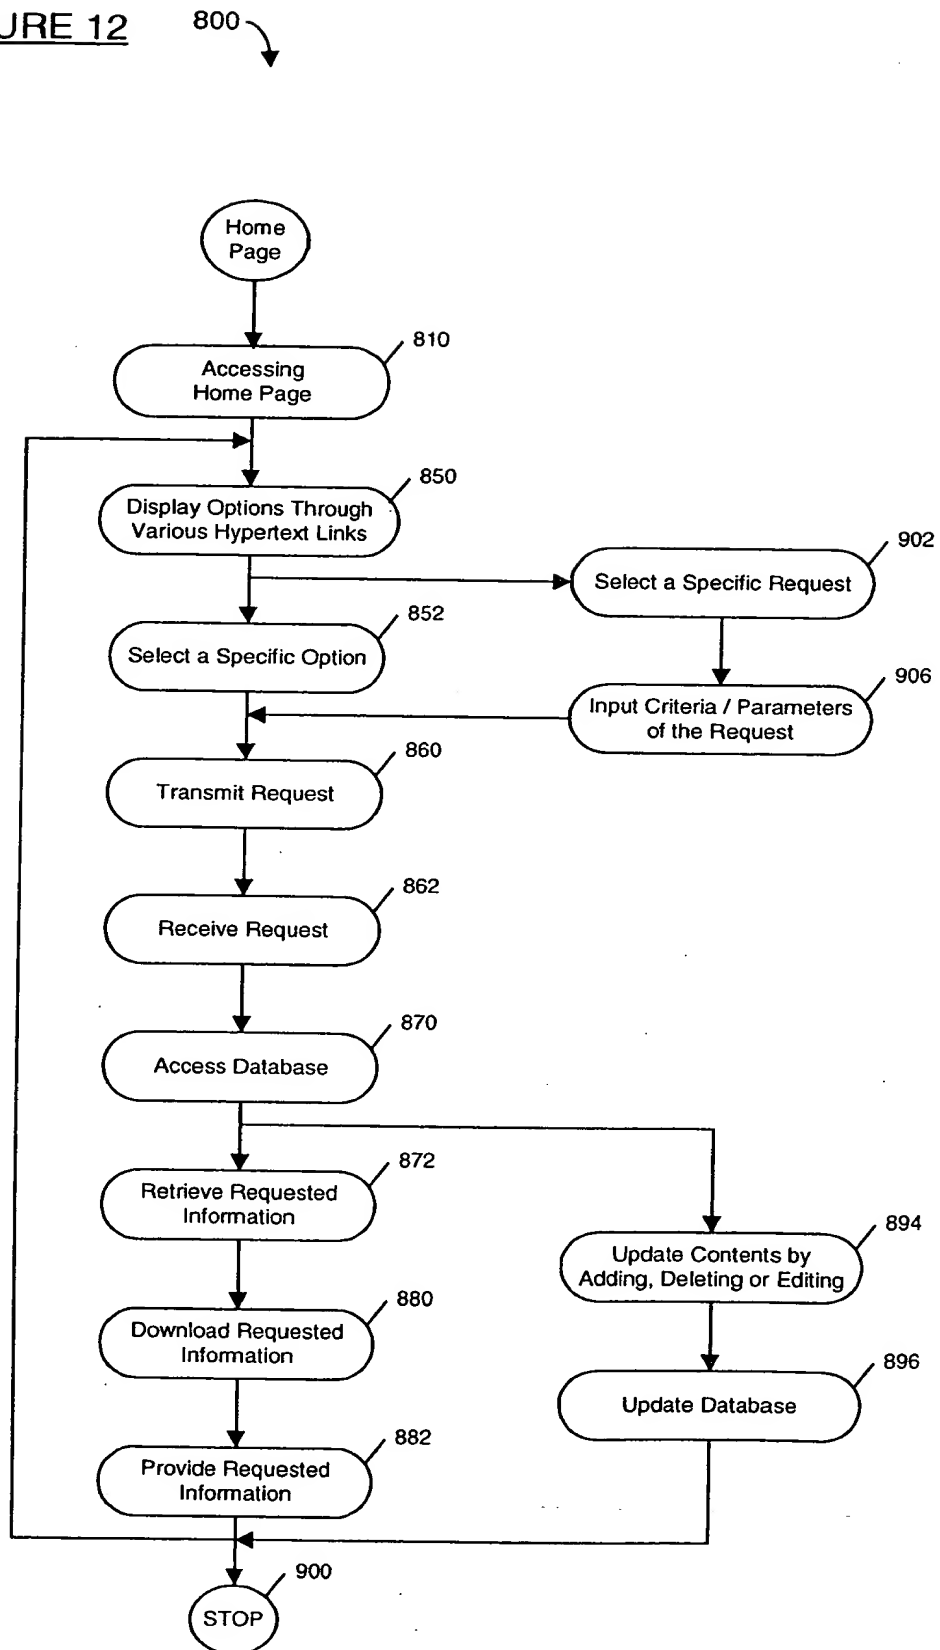 URE 12
800
Home
Page
810
Accessing
Home Page
850
Display Options Through
Various Hypertext Links
902
Select a Specific Request
852
Select a Specific Option
906
Input Criteria / Parameters
of the Request
860
Transmit Request
862
Receive Request
870
Access Database
872
Retrieve Requested
Information
894
Update Contents by
Adding, Deleting or Editing
880
Download Requested
Information
896
Update Database
882
Provide Requested
Information
900
STOP